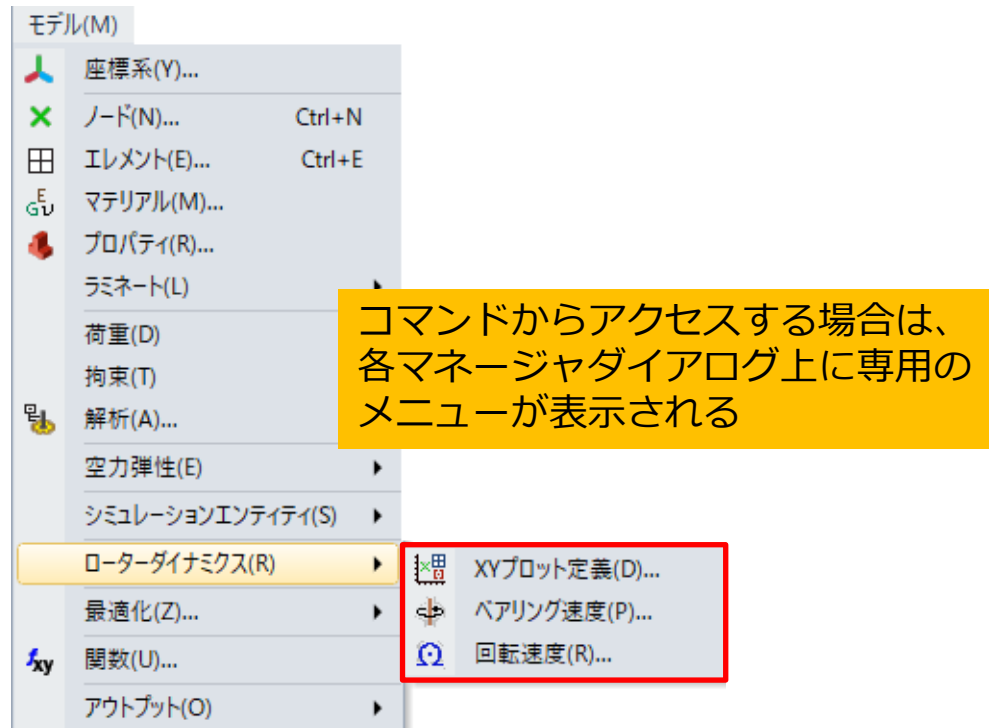 モデル(M)
座標系(Y)...
ノード(N)... Ctrl+N
エレメント(E)... Ctrl+E
マテリアル(M)...
プロパティ(R)...
ラミネート(L)
荷重(D)
拘束(T)
解析(A)...
空力弾性(E)
シミュレーションエンティティ(S)
ローターダイナミクス(R)
最適化(Z)...
関数(U)...
アウトプット(O)
コマンドからアクセスする場合は、
各マネージャダイアログ上に専用の
メニューが表示される
XYプロット定義(D)...
ベアリング速度(P)...
回転速度(R)...